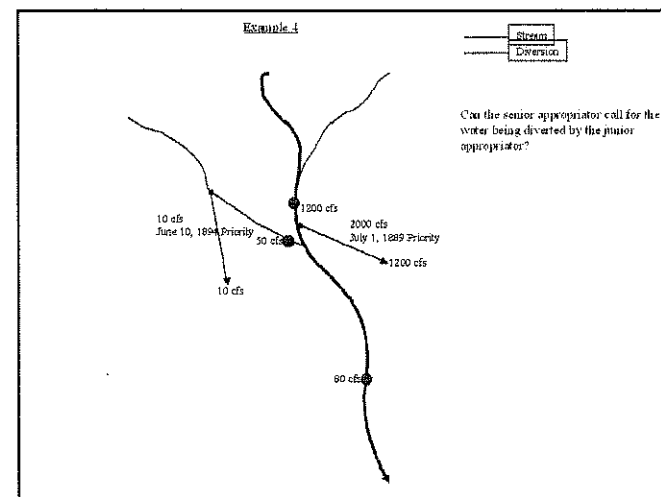 Example 4
Stream
Diversion
Can the senior appropriator call for the
water being diverted by the junior
appropriator?
1200 cfs
10 cfs
June 10, 1894 Priority
2000 cfs
July 1, 1889 Priority
50 cfs
1200 cfs
10 cfs
60 cfs